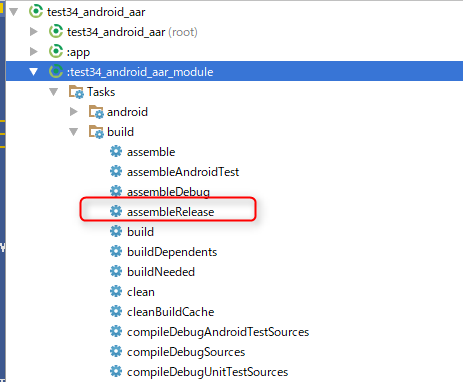 test34_android_aar
test34_android_aar (root)
:app
:test34_android_aar_module
Tasks
android
build
assemble
assembleAndroidTest
assembleDebug
assembleRelease
build
buildDependents
buildNeeded
clean
cleanBuildCache
compileDebugAndroidTestSources
compileDebugSources
compileDebugUnitTestSources